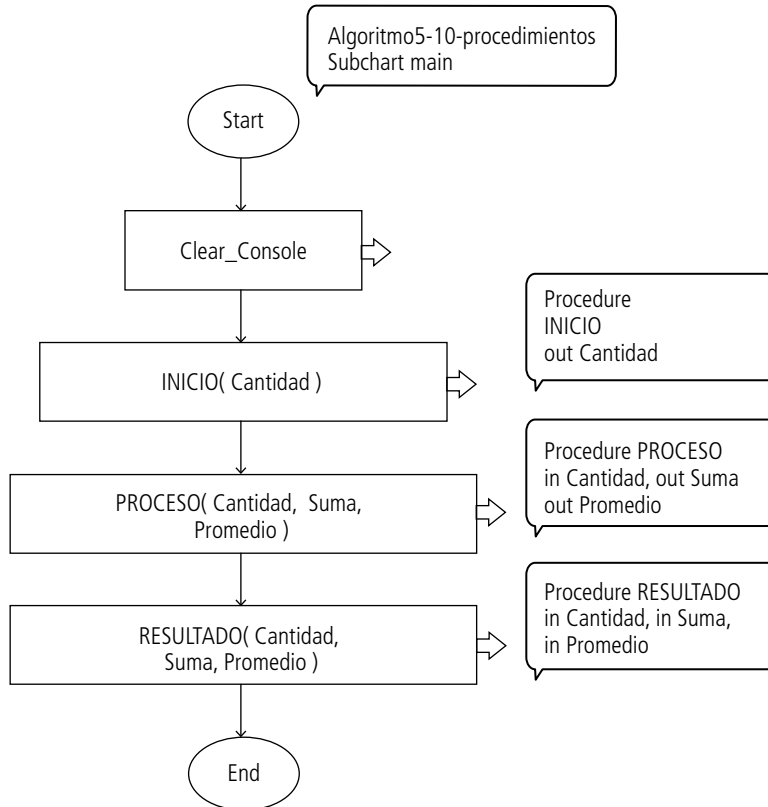 Algoritmo5-10-procedimientos
Subchart main
Start
Clear_Console
Procedure
INICIO
out Cantidad
INICIO( Cantidad )
Procedure PROCESO
in Cantidad, out Suma
out Promedio
PROCESO( Cantidad, Suma,
Promedio )
Procedure RESULTADO
in Cantidad, in Suma,
in Promedio
RESULTADO( Cantidad,
Suma, Promedio )
End